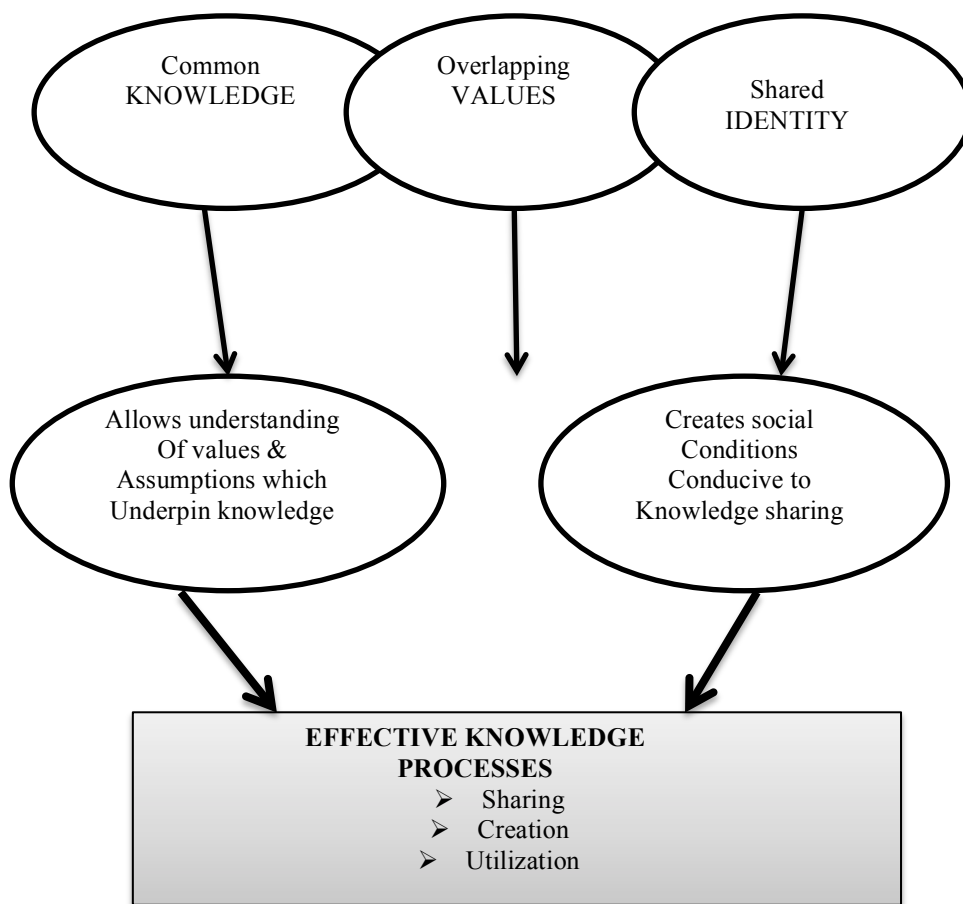 Common
KNOWLEDGE
Overlapping
VALUES
Shared
IDENTITY
Allows understanding
Of values &
Assumptions which
Underpin knowledge
Creates social
Conditions
Conducive to
Knowledge sharing
EFFECTIVE KNOWLEDGE
PROCESSES
➢ Sharing
➢ Creation
➢ Utilization